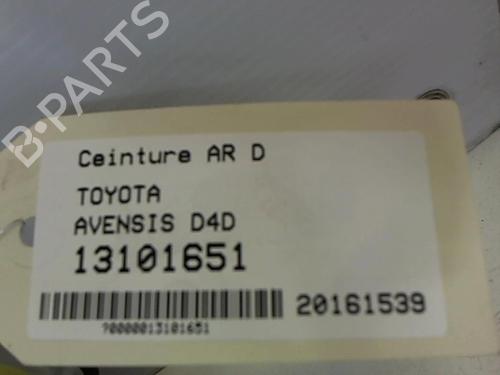 B-PARTS
Ceinture AR D
TOYOTA
AVENSIS D4D
13101651
20161539
90000013101651